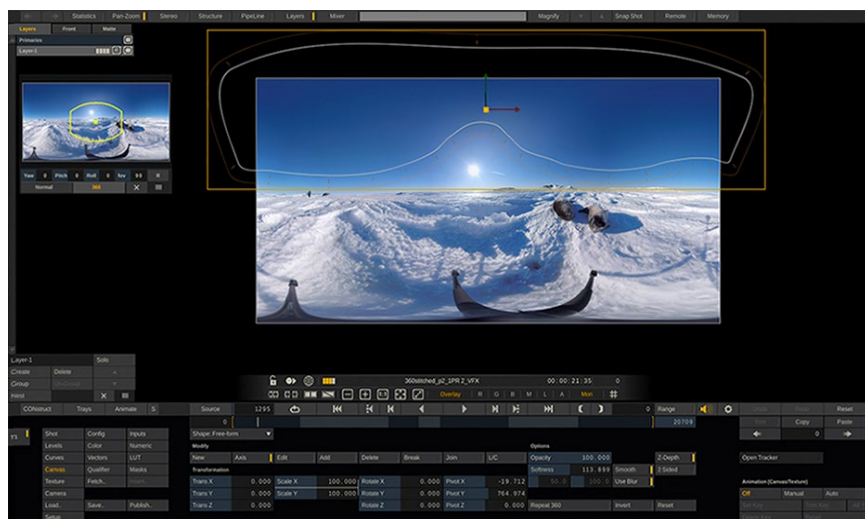 Statistics Pan-Zoom Stereo Structure PipeLine Layers Mixer Magnify Snap Shot Remote Memory
Layers Front Matte
Primaries
Layer-1
Yaw 0 Pitch 0 Roll 0 fov 90 R
Normal 360
Layer-1 Solo
Create Delete
Group
360stitched_p2_1PR 2_VFX 00:00:21:35 0
Overlay R G B M L A Mon
COnstruct Trays Animate S Source 1295 0 Range Reset
0 20709 Copy Paste
0
Shot Config Inputs Shape: Free-form
Levels Color Numeric Modify Options
Curves Vectors LUT New Axis Edit Add Delete Break Join L/C Opacity 100.000 Z-Depth Open Tracker
Canvas Qualifier Masks Transformation Softness 113.899 Smooth 2 Sided
Texture Fetch.. Trans X 0.000 Scale X 100.000 Rotate X 0.000 Pivot X -19.712 50.0 100.0 Use Blur Animation (Canvas/Texture)
Camera Trans Y 0.000 Scale Y 100.000 Rotate Y 0.000 Pivot Y 764.974 Off Manual Auto
Load.. Save.. Publish.. Trans Z 0.000 Rotate Z 0.000 Pivot Z 0.000 Repeat 360 Invert Reset
Setup